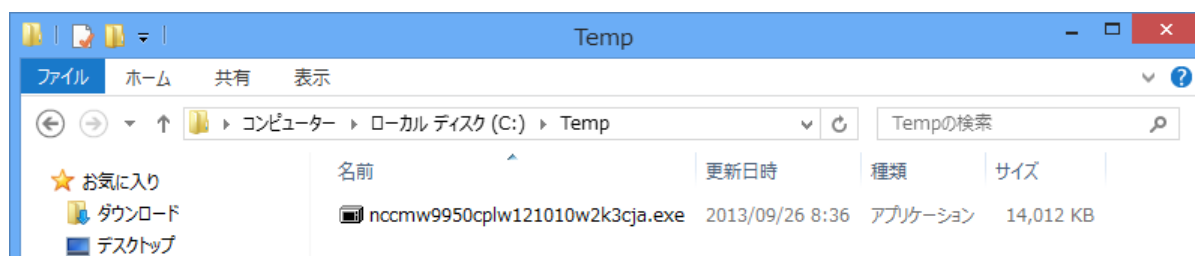 Temp
ファイル ホーム 共有 表示
コンピューター ローカル ディスク (C:) Temp Tempの検索
お気に入り 名前 更新日時 種類 サイズ
ダウンロード nccmw9950cplw121010w2k3cja.exe 2013/09/26 8:36 アプリケーション 14,012 KB
デスクトップ